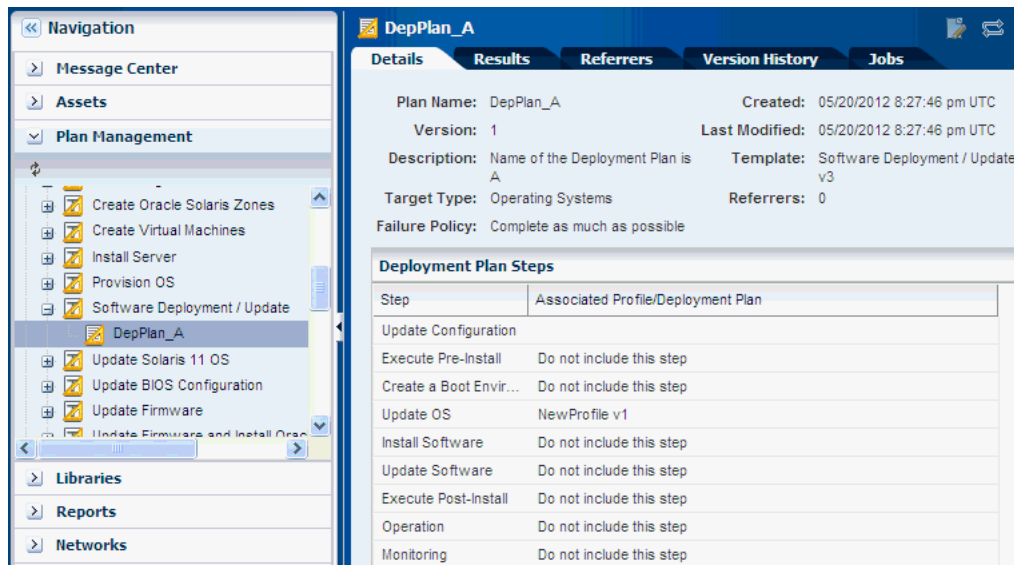 Navigation
Message Center
Assets
Plan Management
Create Oracle Solaris Zones
Create Virtual Machines
Install Server
Provision OS
Software Deployment / Update
DepPlan_A
Update Solaris 11 OS
Update BIOS Configuration
Update Firmware
Update Firmware and Install Orac
Libraries
Reports
Networks
DepPlan_A
Details Results Referrers Version History Jobs
Plan Name: DepPlan_A Created: 05/20/2012 8:27:46 pm UTC
Version: 1 Last Modified: 05/20/2012 8:27:46 pm UTC
Description: Name of the Deployment Plan is Template: Software Deployment / Update
A v3
Target Type: Operating Systems Referrers: 0
Failure Policy: Complete as much as possible
Deployment Plan Steps
Step Associated Profile/Deployment Plan
Update Configuration
Execute Pre-Install Do not include this step
Create a Boot Envir... Do not include this step
Update OS NewProfile v1
Install Software Do not include this step
Update Software Do not include this step
Execute Post-Install Do not include this step
Operation Do not include this step
Monitoring Do not include this step